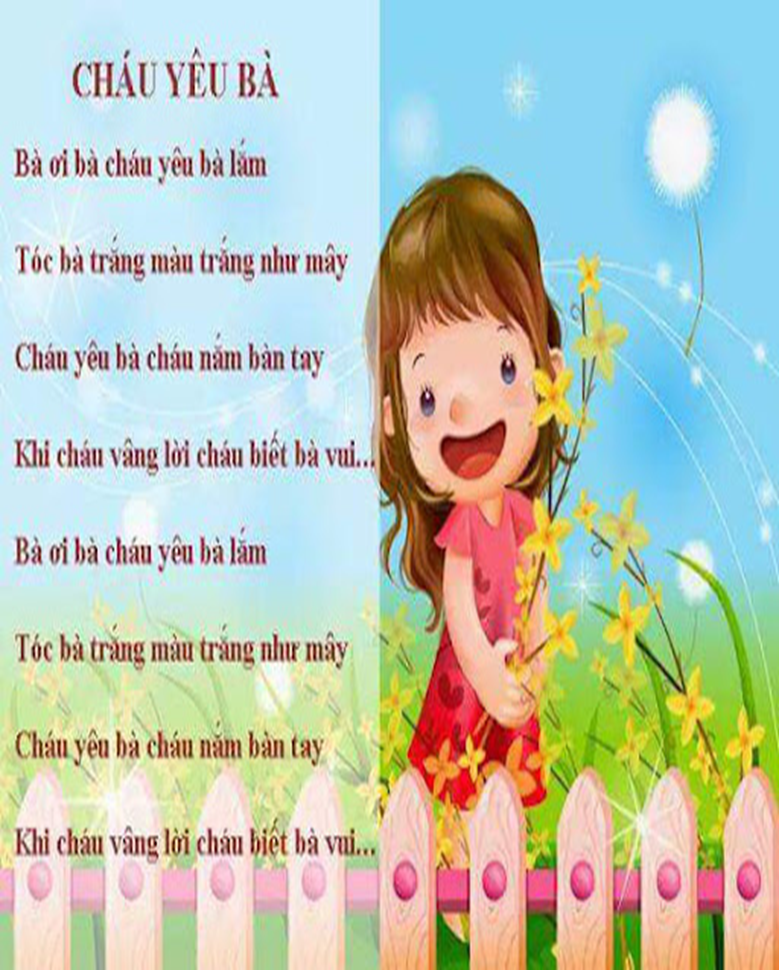 CHÁU YÊU BÀ
Bà ơi bà cháu yêu bà lắm
Tóc bà trắng màu trắng như mây
Cháu yêu bà cháu nắm bàn tay
Khi cháu vâng lời cháu biết bà vui...
Bà ơi bà cháu yêu bà lắm
Tóc bà trắng màu trắng như mây
Cháu yêu bà cháu nắm bàn tay
Khi cháu vâng lời cháu biết bà vui...